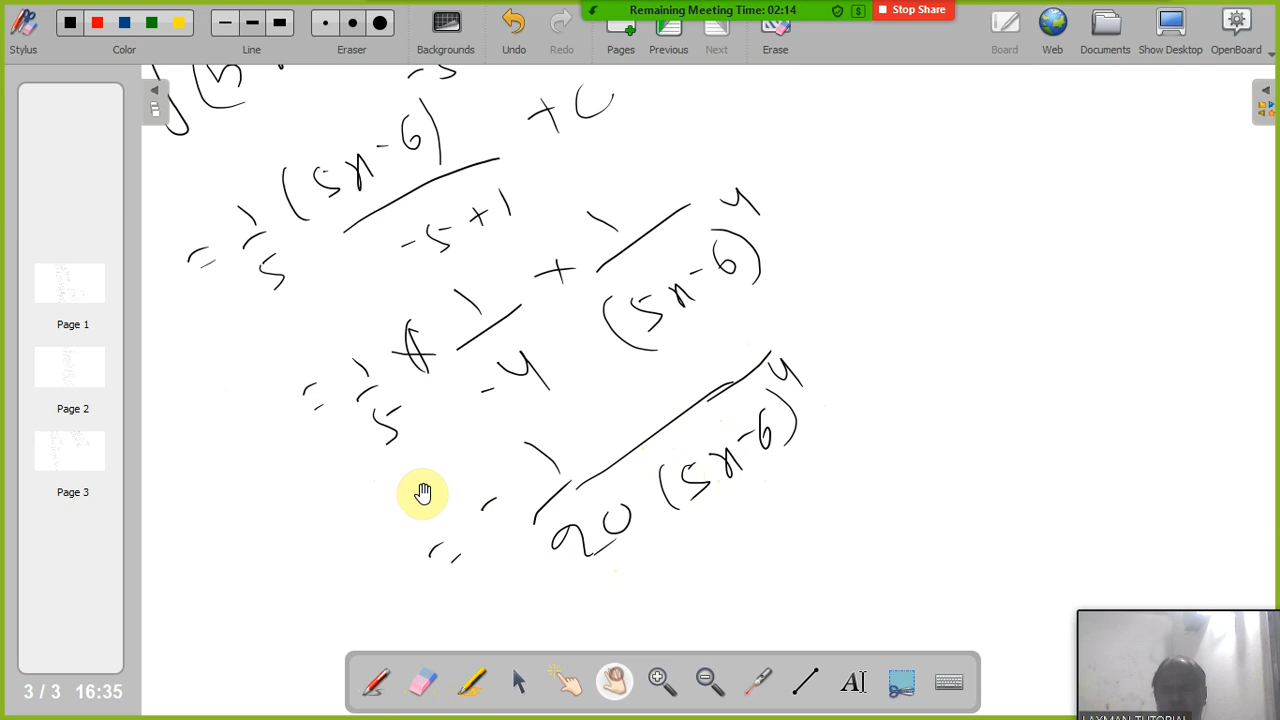 Remaining Meeting Time: 02:14
Stop Share
Stylus
Color
Line
Eraser
Backgrounds
Undo
Redo
Pages
Previous
Next
Erase
Board
Web
Documents
Show Desktop
OpenBoard
+ C
= 1/5 (5x-6) / -5+1
= 1/5 * 1/-4 + 1/(5x-6)^4
= - 1/20(5x-6)^4
Page 1
Page 2
Page 3
3 / 3 16:35
LAXMAN TUTORIAL